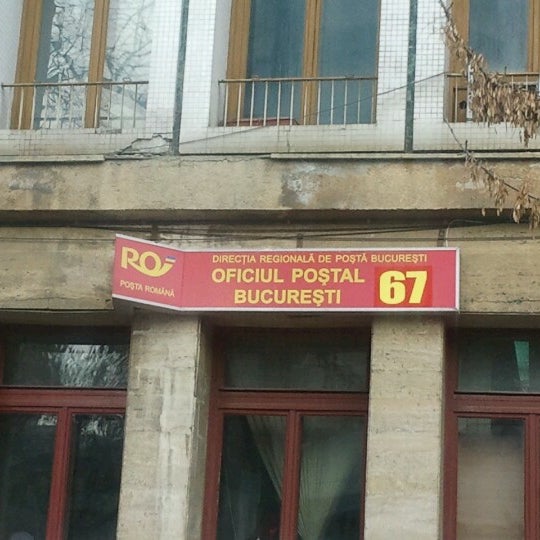 RO
POȘTA ROMÂNĂ
DIRECȚIA REGIONALĂ DE POȘTĂ BUCUREȘTI
OFICIUL POȘTAL
BUCUREȘTI
67